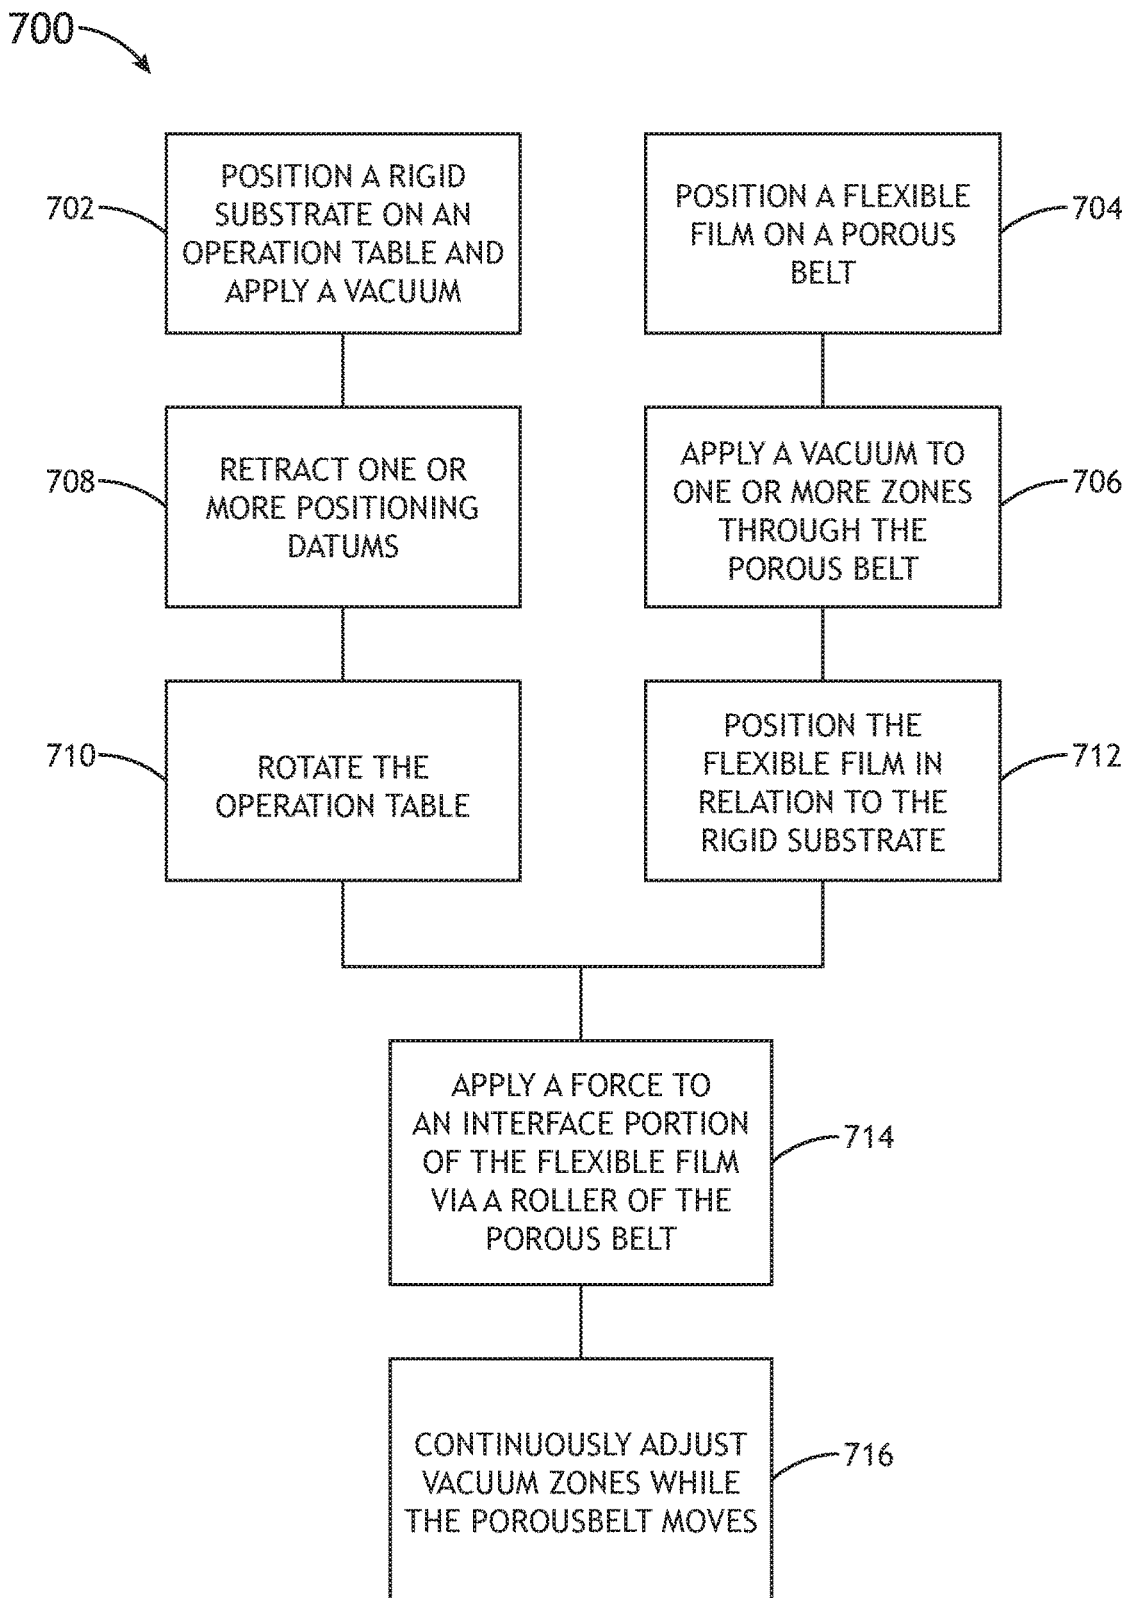 700
702
POSITION A RIGID
SUBSTRATE ON AN
OPERATION TABLE AND
APPLY A VACUUM
POSITION A FLEXIBLE
FILM ON A POROUS
BELT
704
708
RETRACT ONE OR
MORE POSITIONING
DATUMS
APPLY A VACUUM TO
ONE OR MORE ZONES
THROUGH THE
POROUS BELT
706
710
ROTATE THE
OPERATION TABLE
POSITION THE
FLEXIBLE FILM IN
RELATION TO THE
RIGID SUBSTRATE
712
APPLY A FORCE TO
AN INTERFACE PORTION
OF THE FLEXIBLE FILM
VIA A ROLLER OF THE
POROUS BELT
714
CONTINUOUSLY ADJUST
VACUUM ZONES WHILE
THE POROUSBELT MOVES
716